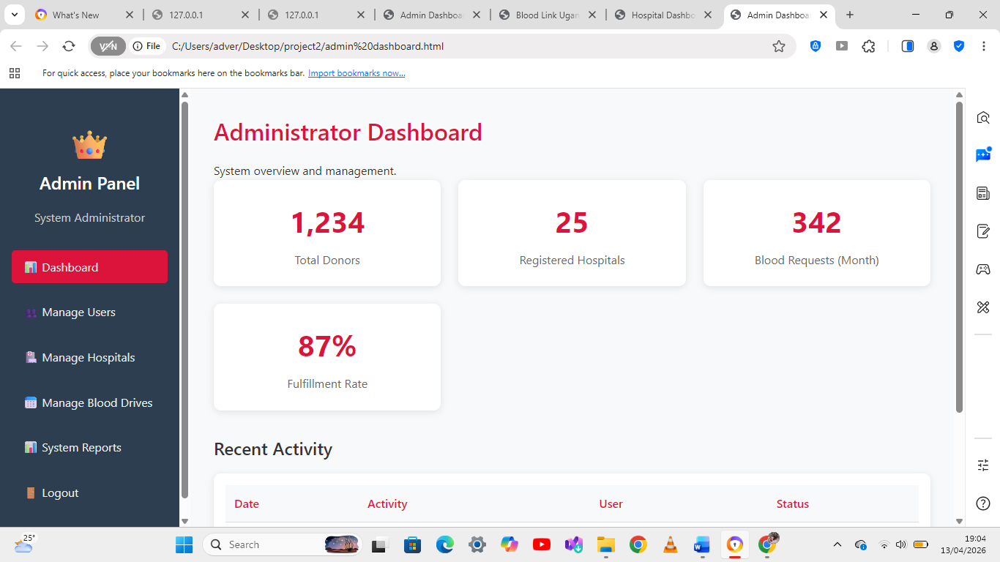 What's New
127.0.0.1
127.0.0.1
Admin Dashboa
Blood Link Ugan
Hospital Dashbo
Admin Dashboa
VPN
File
C:/Users/adver/Desktop/project2/admin%20dashboard.html
For quick access, place your bookmarks here on the bookmarks bar. Import bookmarks now...
Admin Panel
System Administrator
Dashboard
Manage Users
Manage Hospitals
Manage Blood Drives
System Reports
Logout
Administrator Dashboard
System overview and management.
1,234
Total Donors
25
Registered Hospitals
342
Blood Requests (Month)
87%
Fulfillment Rate
Recent Activity
Date Activity User Status
25°
Search
19:04
13/04/2026